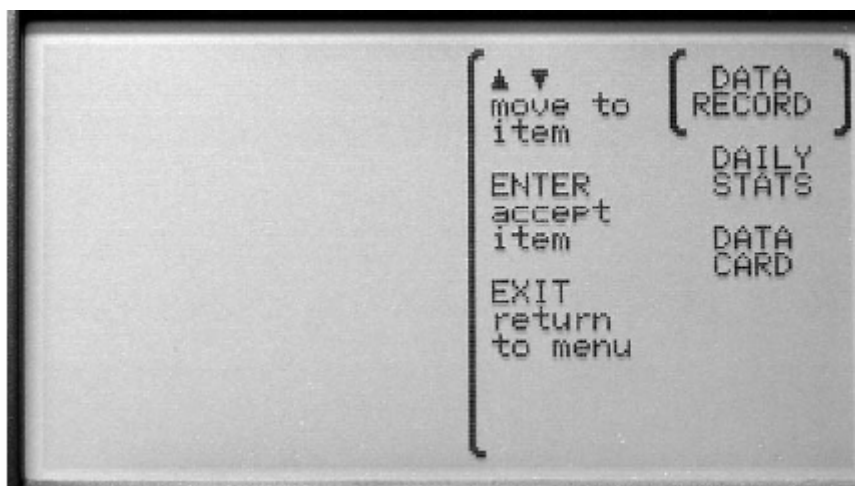 ▲ ▼
move to
item
ENTER
accept
item
EXIT
return
to menu
DATA
RECORD
DAILY
STATS
DATA
CARD